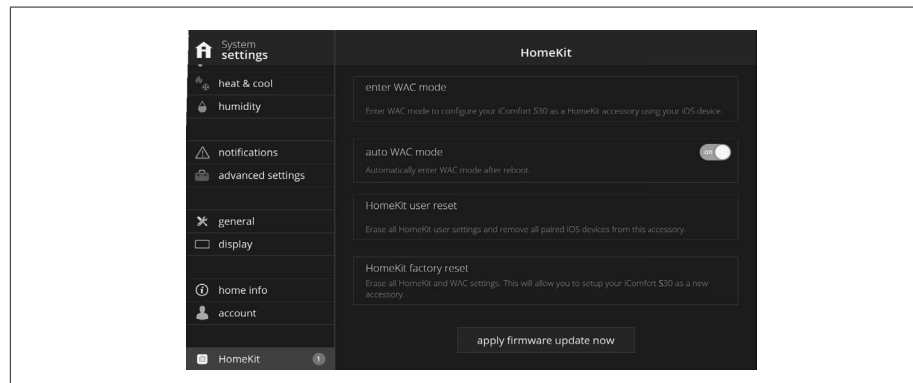 System
settings
HomeKit
heat & cool
humidity
notifications
advanced settings
general
display
home info
account
HomeKit
1
enter WAC mode
Enter WAC mode to configure your iComfort S30 as a HomeKit accessory using your iOS device.
auto WAC mode
on
Automatically enter WAC mode after reboot.
HomeKit user reset
Erase all HomeKit user settings and remove all paired iOS devices from this accessory.
HomeKit factory reset
Erase all HomeKit and WAC settings. This will allow you to setup your iComfort S30 as a new
accessory.
apply firmware update now